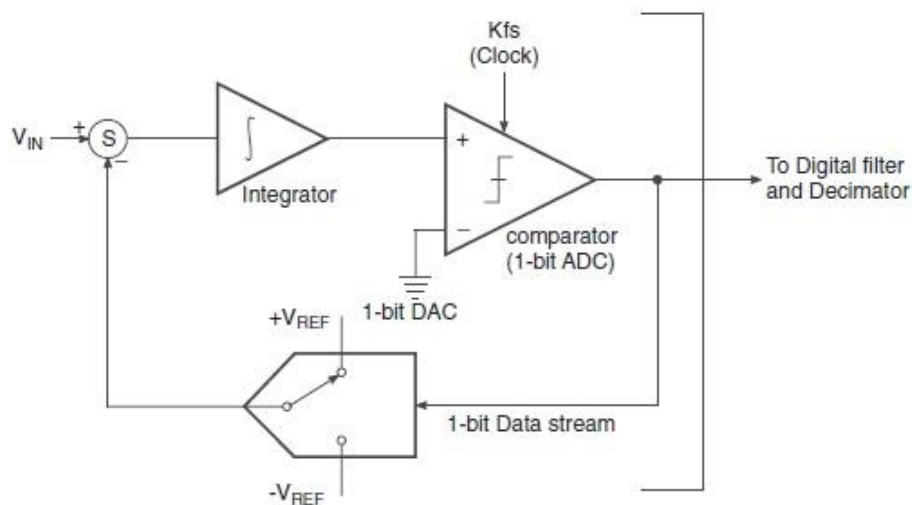 Kfs
(Clock)
V_IN
+
S
−
∫
Integrator
+
−
comparator
(1-bit ADC)
To Digital filter
and Decimator
1-bit DAC
+V_REF
1-bit Data stream
-V_REF